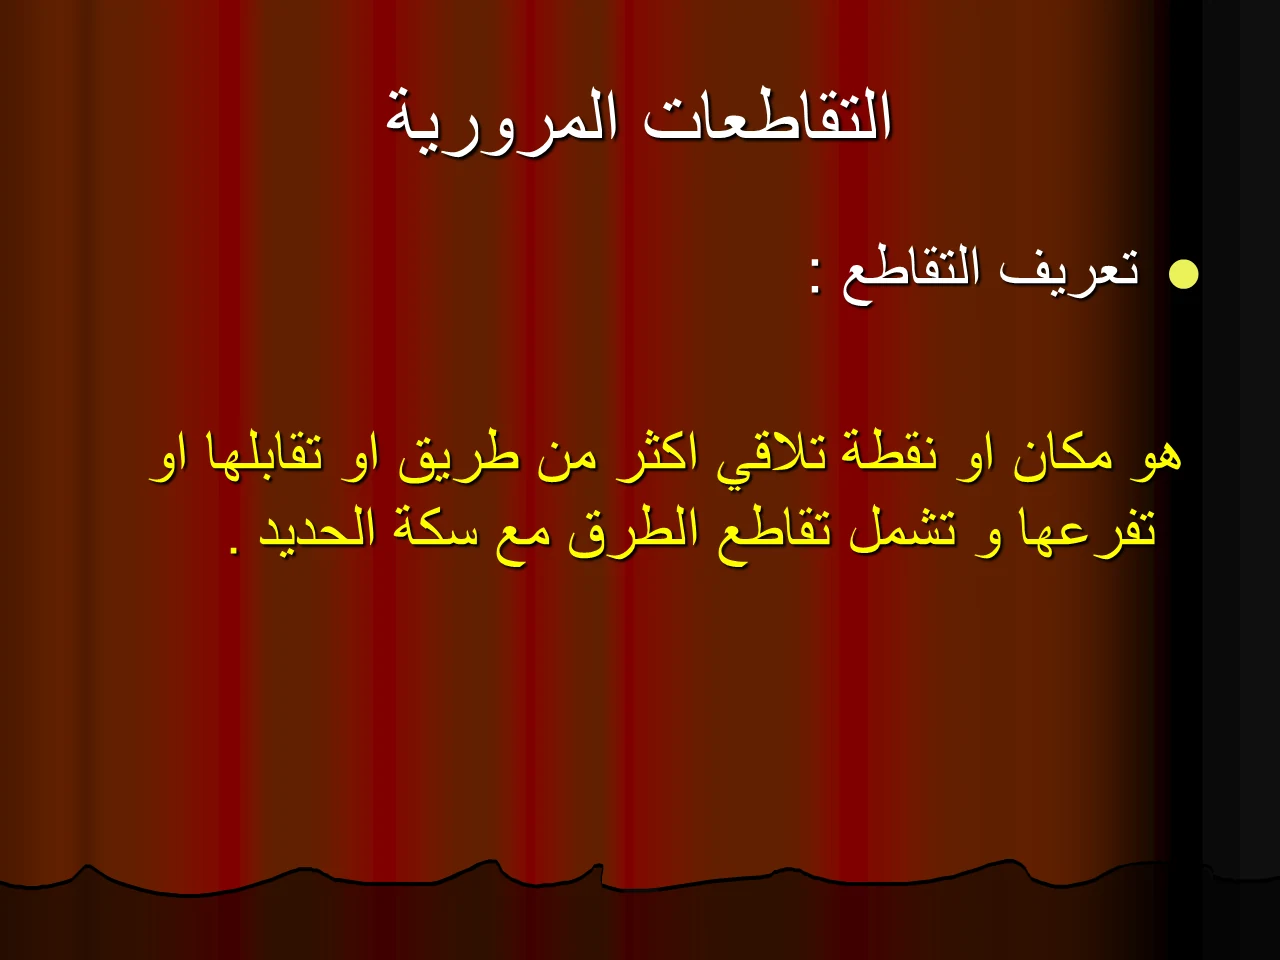 التقاطعات المرورية
تعريف التقاطع :
هو مكان او نقطة تلاقي اكثر من طريق او تقابلها او
تفرعها و تشمل تقاطع الطرق مع سكة الحديد .